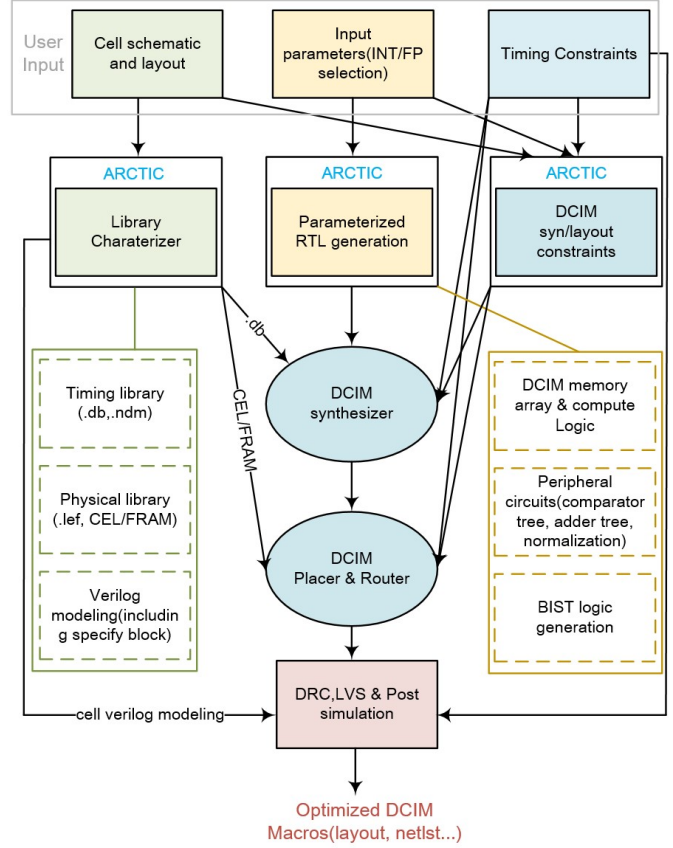 User
Input
Cell schematic
and layout
Input
parameters(INT/FP
selection)
Timing Constraints
ARCTIC
Library
Charaterizer
ARCTIC
Parameterized
RTL generation
ARCTIC
DCIM
syn/layout
constraints
.db
CEL/FRAM
DCIM
synthesizer
Timing library
(.db,.ndm)
Physical library
(.lef, CEL/FRAM)
Verilog
modeling(includin
g specify block)
DCIM
Placer & Router
DCIM memory
array & compute
Logic
Peripheral
circuits(comparator
tree, adder tree,
normalization)
BIST logic
generation
cell verilog modeling
DRC,LVS & Post
simulation
Optimized DCIM
Macros(layout, netlst...)